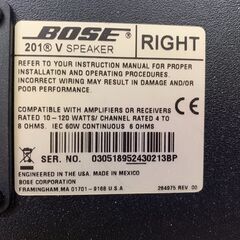 BOSE®
201® V SPEAKER
RIGHT
REFER TO YOUR INSTRUCTION MANUAL FOR PROPER
INSTALLATION AND OPERATING PROCEDURES.
INCORRECT WIRING MAY RESULT IN DAMAGE AND/OR
FIRE.
COMPATIBLE WITH AMPLIFIERS OR RECEIVERS
RATED 10-120 WATTS/ CHANNEL RATED 4 TO
8 OHMS. IEC 60W CONTINUOUS 6 OHMS
SER. NO. 030518952430213BP
ENGINEERED IN THE USA. MADE IN MEXICO
BOSE CORPORATION
FRAMINGHAM, MA 01701-9168 U S A
264975 REV 00